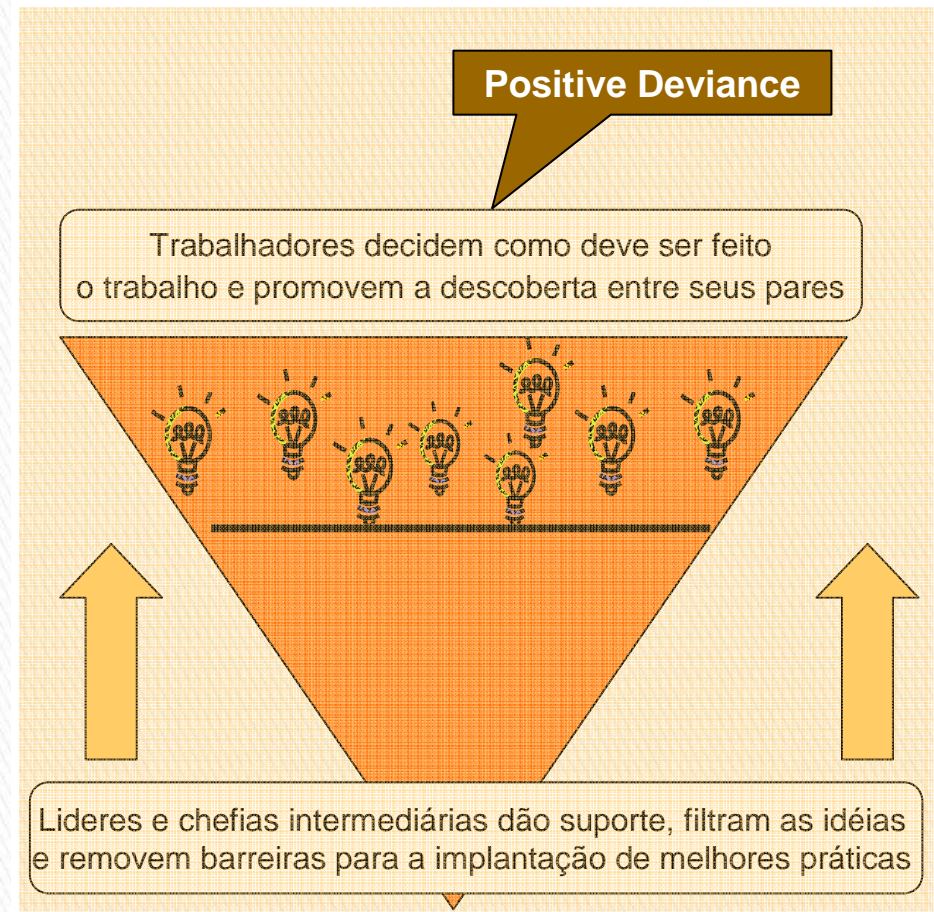 Positive Deviance
Trabalhadores decidem como deve ser feito
o trabalho e promovem a descoberta entre seus pares
Lideres e chefias intermediárias dão suporte, filtram as idéias
e removem barreiras para a implantação de melhores práticas